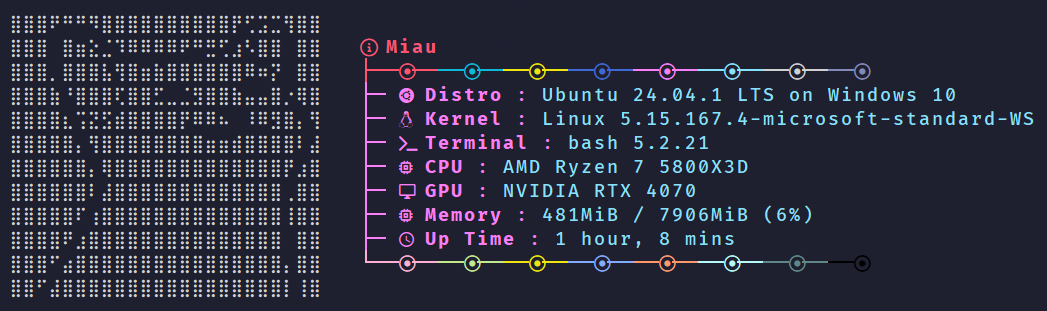 Miau
Distro : Ubuntu 24.04.1 LTS on Windows 10
Kernel : Linux 5.15.167.4-microsoft-standard-WS
Terminal : bash 5.2.21
CPU : AMD Ryzen 7 5800X3D
GPU : NVIDIA RTX 4070
Memory : 481MiB / 7906MiB (6%)
Up Time : 1 hour, 8 mins